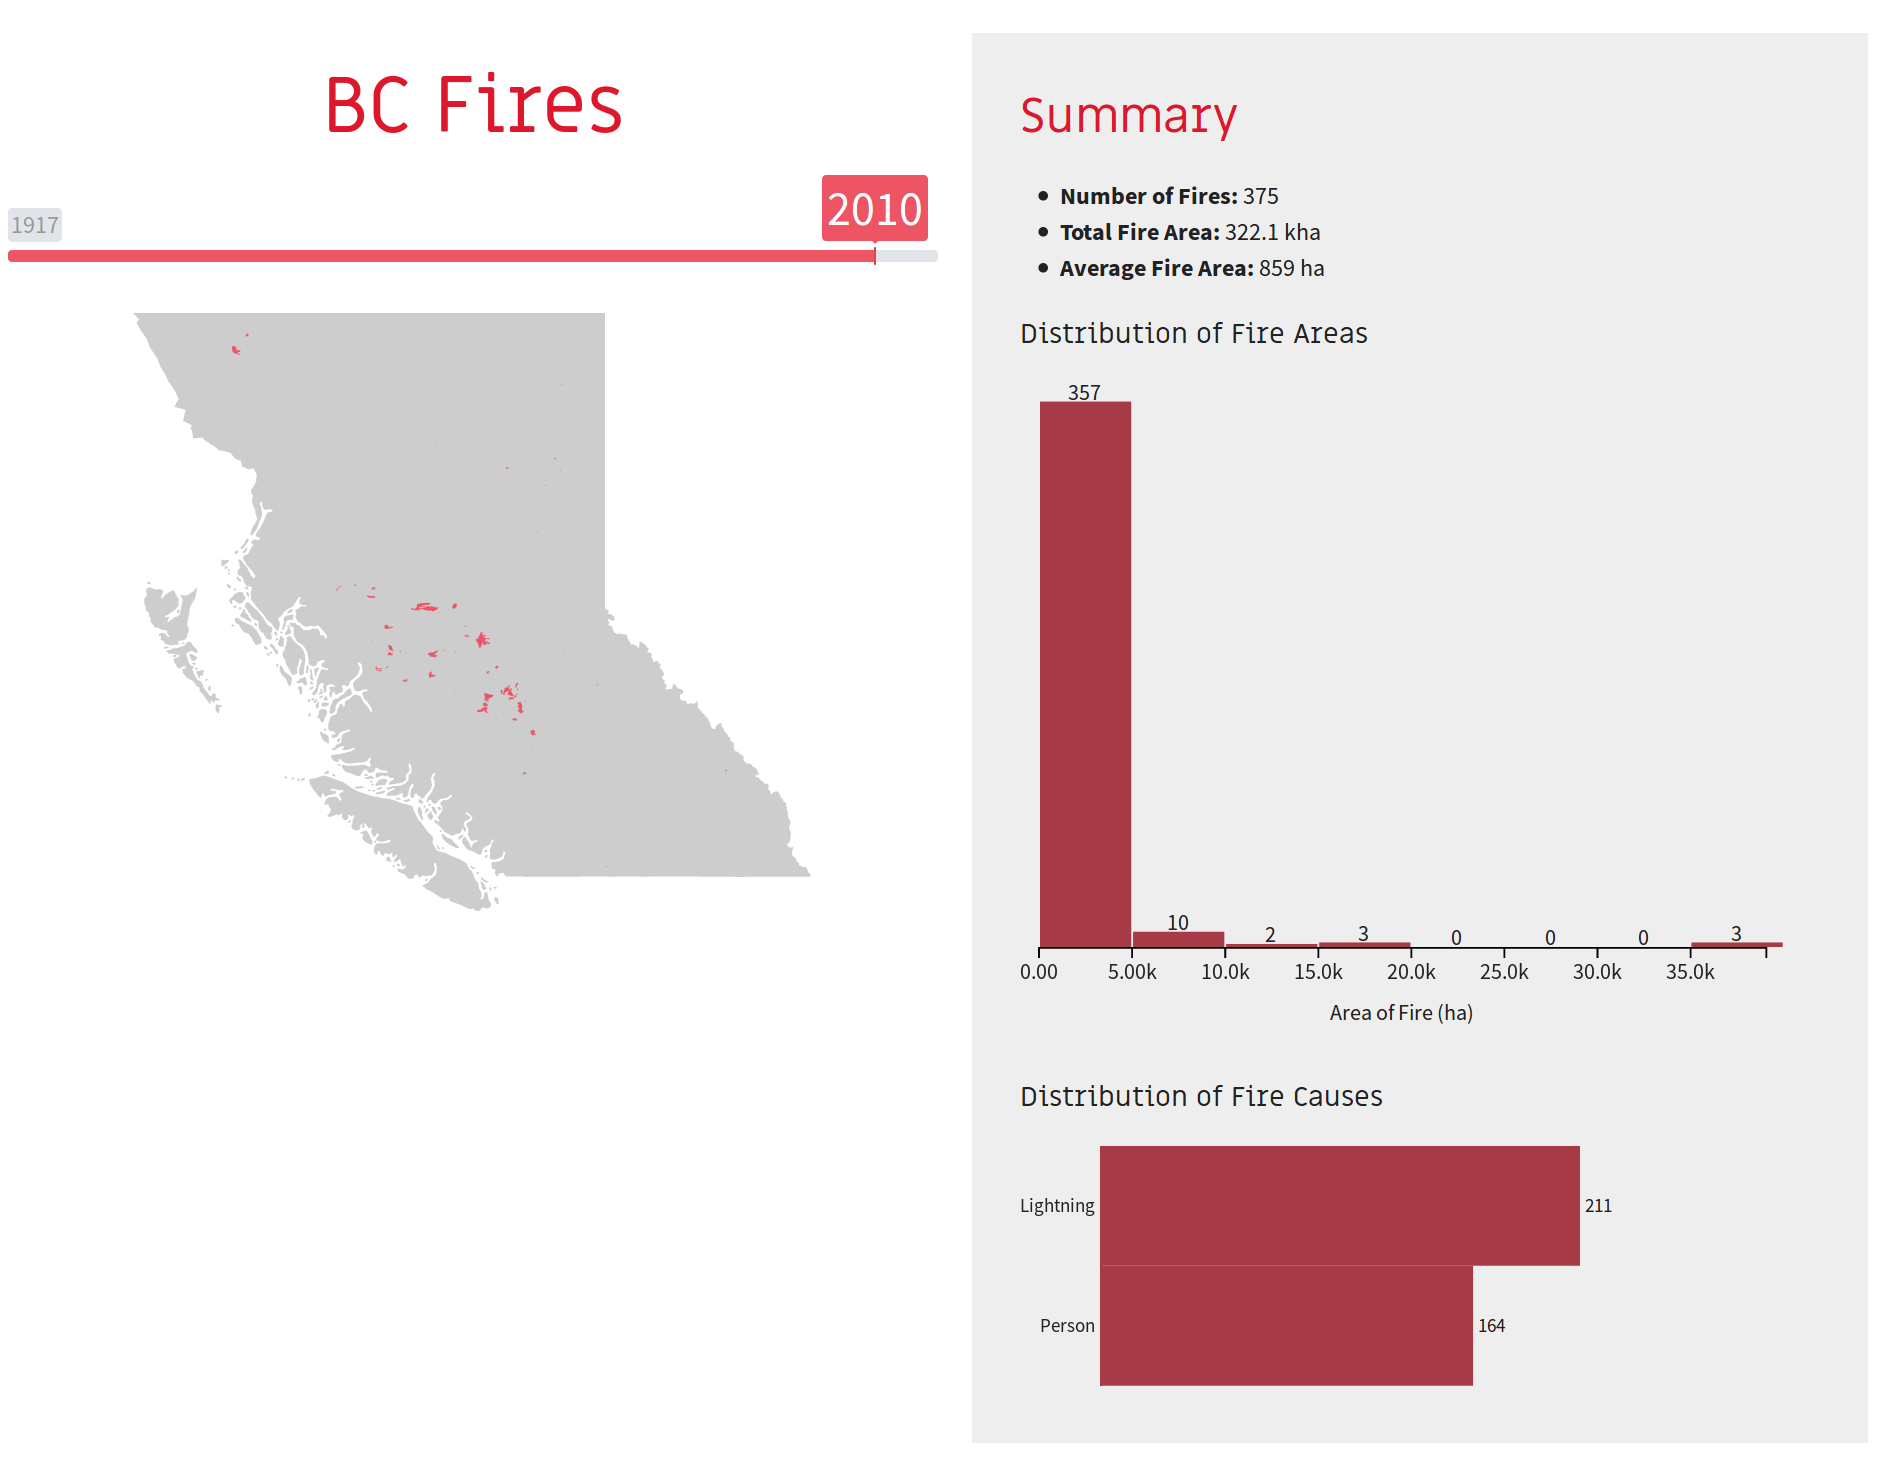 BC Fires
1917
2010
Summary
Number of Fires: 375
Total Fire Area: 322.1 kha
Average Fire Area: 859 ha
Distribution of Fire Areas
357
10
2
3
0
0
0
3
0.00 5.00k 10.0k 15.0k 20.0k 25.0k 30.0k 35.0k
Area of Fire (ha)
Distribution of Fire Causes
Lightning 211
Person 164